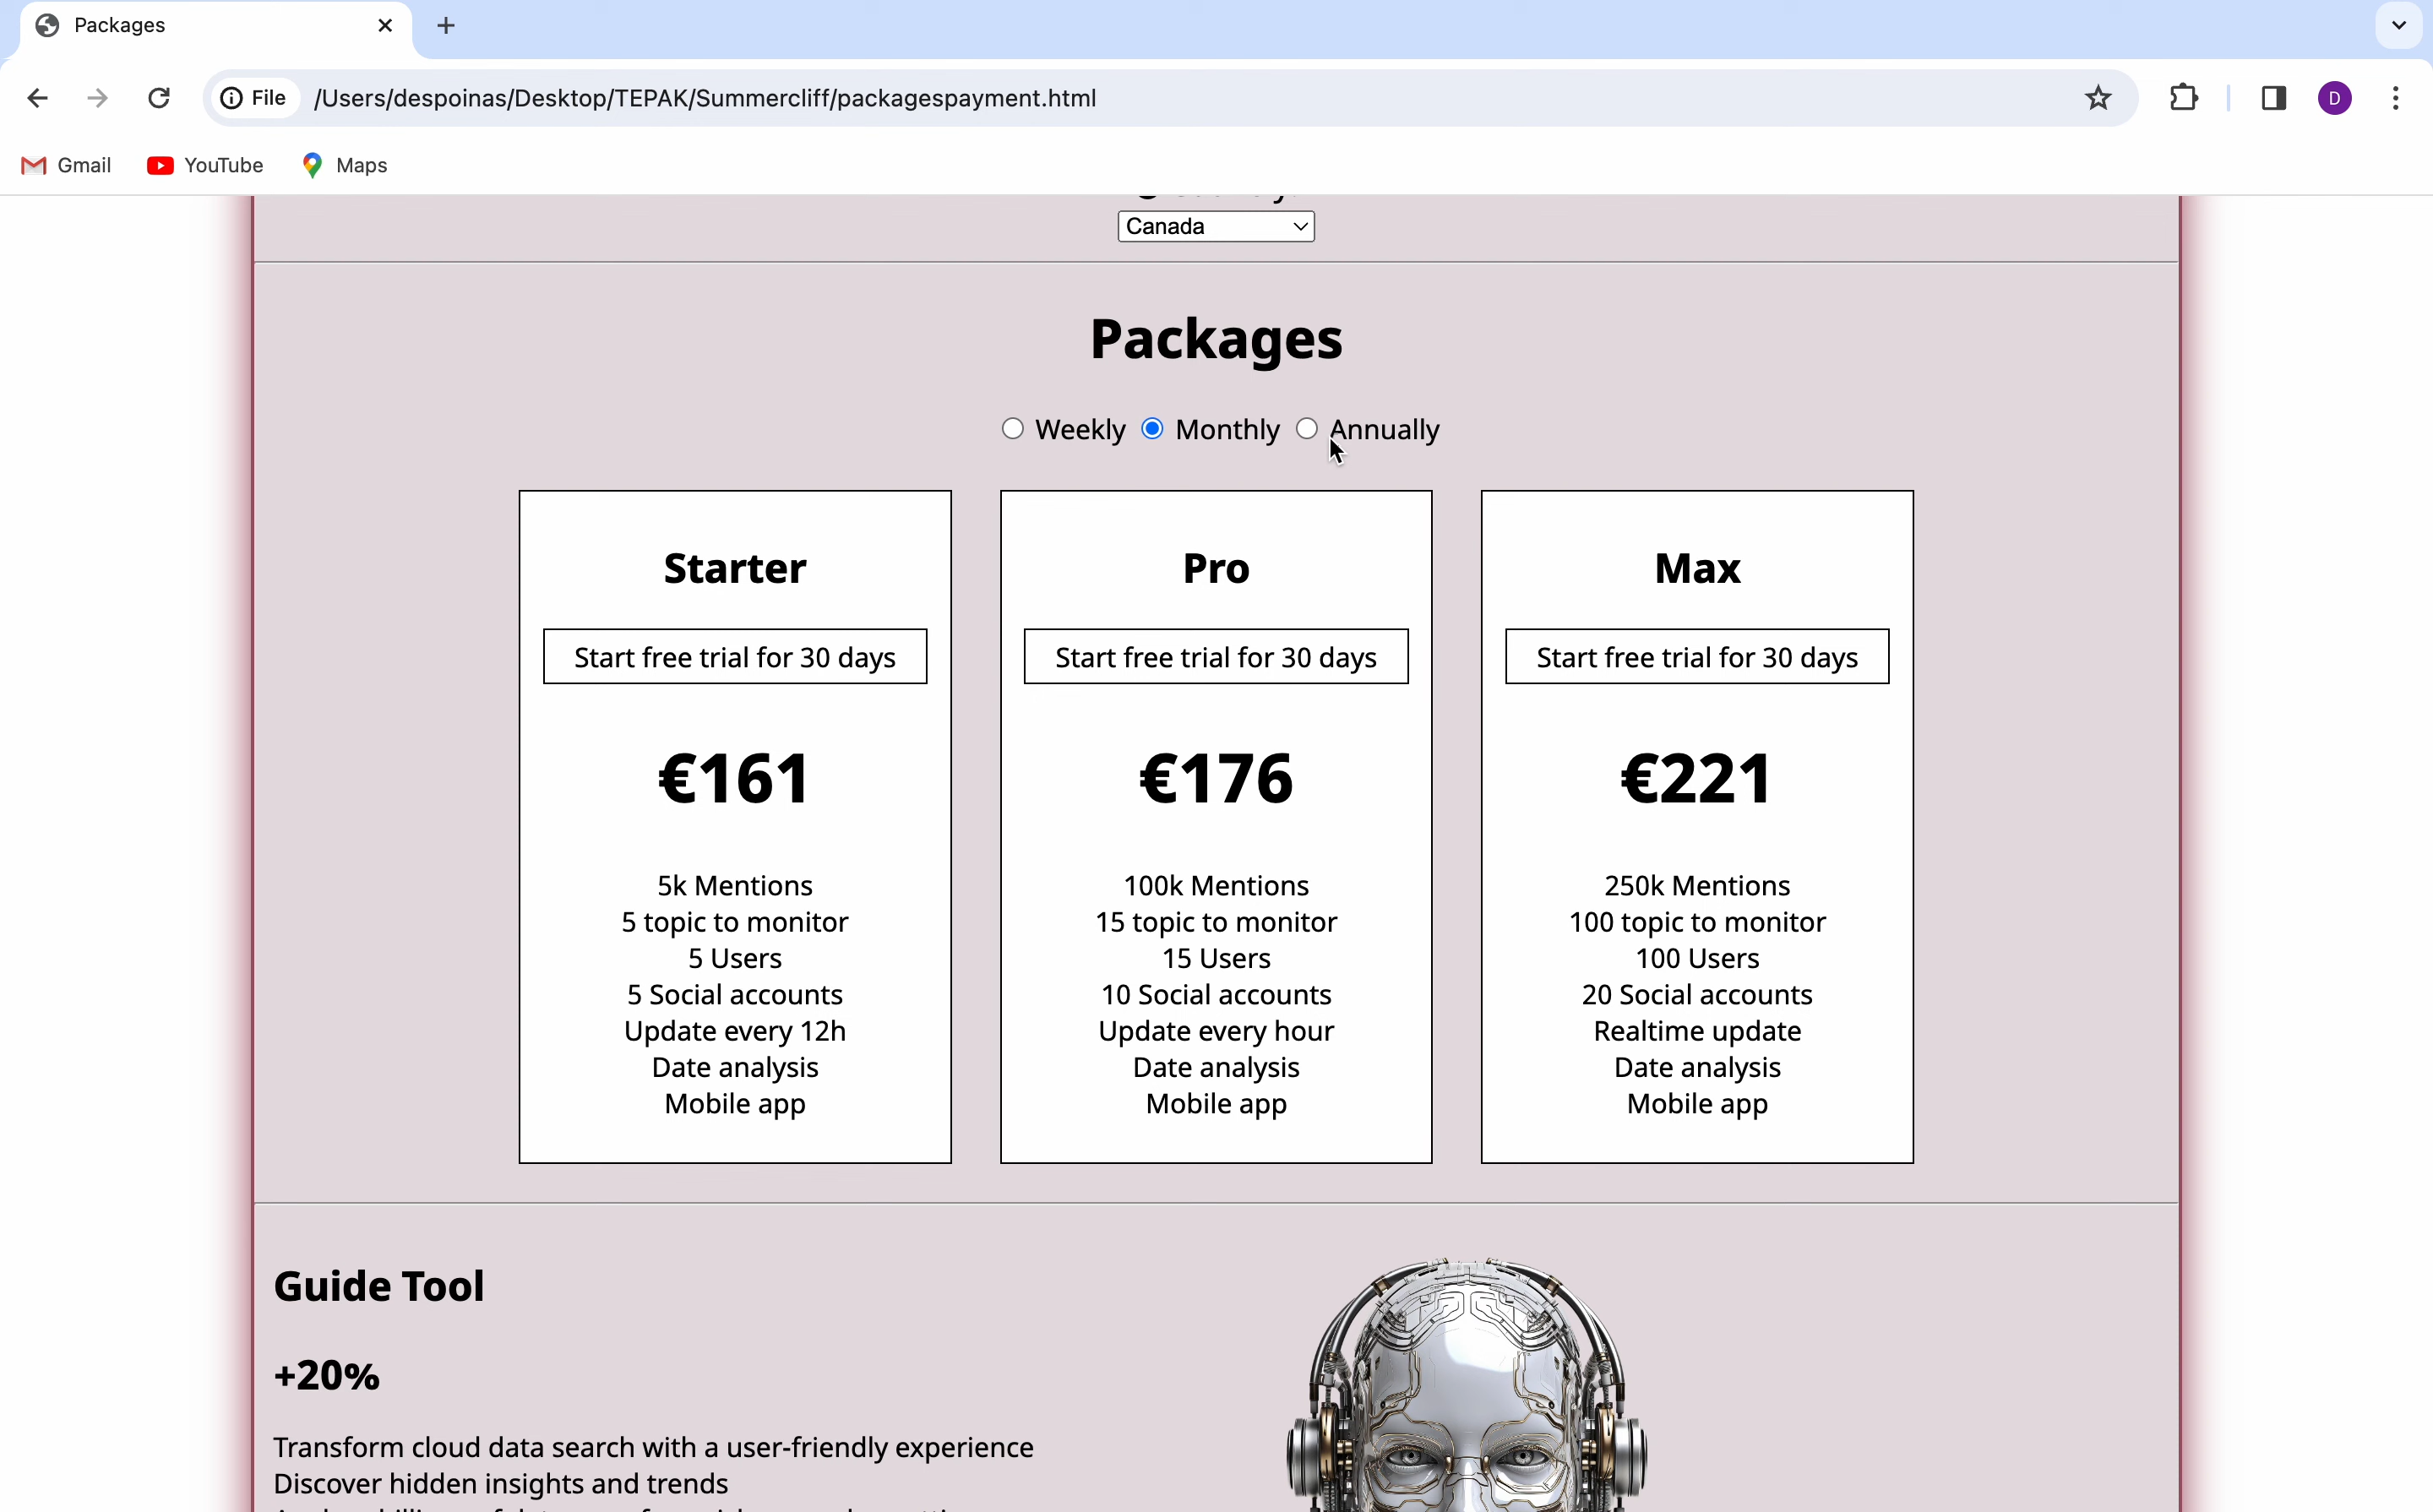 Packages
File
/Users/despoinas/Desktop/TEPAK/Summercliff/packagespayment.html
D
Gmail
YouTube
Maps
Canada
Packages
Weekly
Monthly
Annually
Starter
Start free trial for 30 days
€161
5k Mentions
5 topic to monitor
5 Users
5 Social accounts
Update every 12h
Date analysis
Mobile app
Pro
Start free trial for 30 days
€176
100k Mentions
15 topic to monitor
15 Users
10 Social accounts
Update every hour
Date analysis
Mobile app
Max
Start free trial for 30 days
€221
250k Mentions
100 topic to monitor
100 Users
20 Social accounts
Realtime update
Date analysis
Mobile app
Guide Tool
+20%
Transform cloud data search with a user-friendly experience
Discover hidden insights and trends